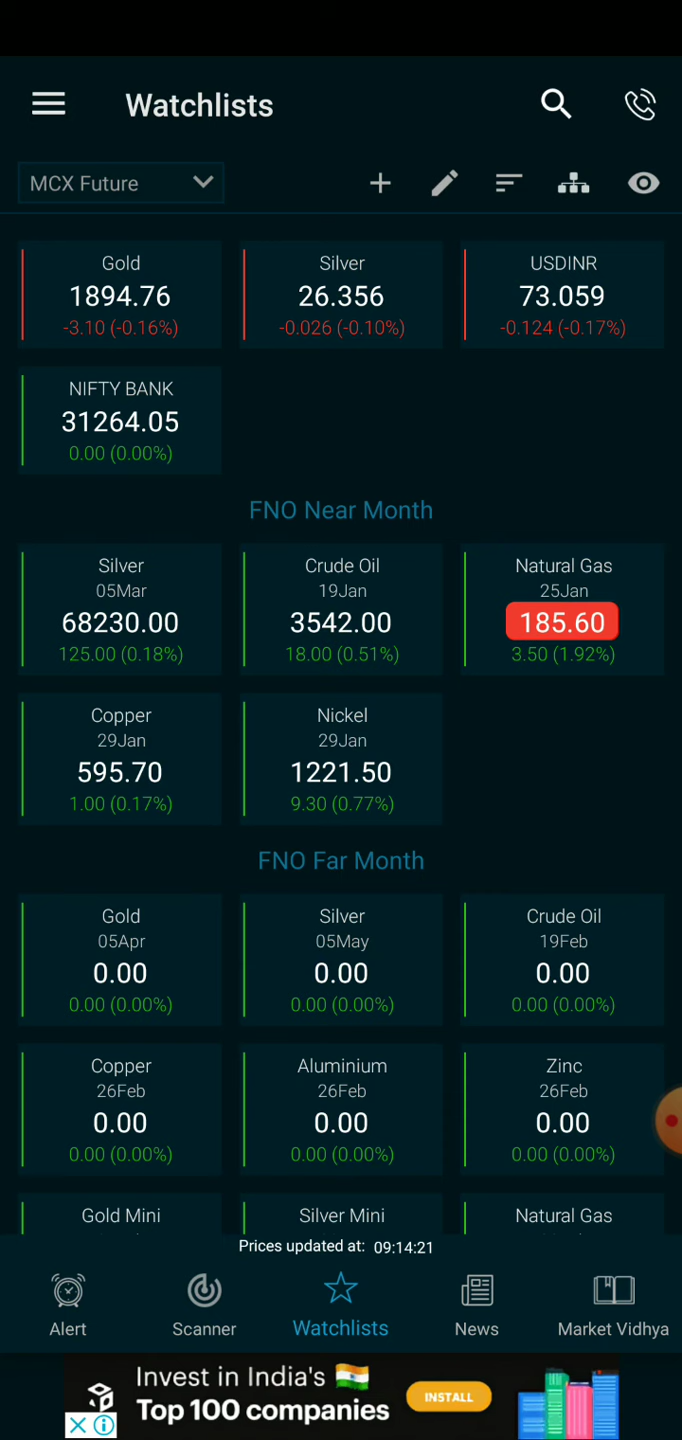 Watchlists
MCX Future
Gold
1894.76
-3.10 (-0.16%)
Silver
26.356
-0.026 (-0.10%)
USDINR
73.059
-0.124 (-0.17%)
NIFTY BANK
31264.05
0.00 (0.00%)
FNO Near Month
Silver
05Mar
68230.00
125.00 (0.18%)
Crude Oil
19Jan
3542.00
18.00 (0.51%)
Natural Gas
25Jan
185.60
3.50 (1.92%)
Copper
29Jan
595.70
1.00 (0.17%)
Nickel
29Jan
1221.50
9.30 (0.77%)
FNO Far Month
Gold
05Apr
0.00
0.00 (0.00%)
Silver
05May
0.00
0.00 (0.00%)
Crude Oil
19Feb
0.00
0.00 (0.00%)
Copper
26Feb
0.00
0.00 (0.00%)
Aluminium
26Feb
0.00
0.00 (0.00%)
Zinc
26Feb
0.00
0.00 (0.00%)
Gold Mini
Silver Mini
Natural Gas
Prices updated at: 09:14:21
Alert
Scanner
Watchlists
News
Market Vidhya
Invest in India's 🇮🇳
Top 100 companies
INSTALL